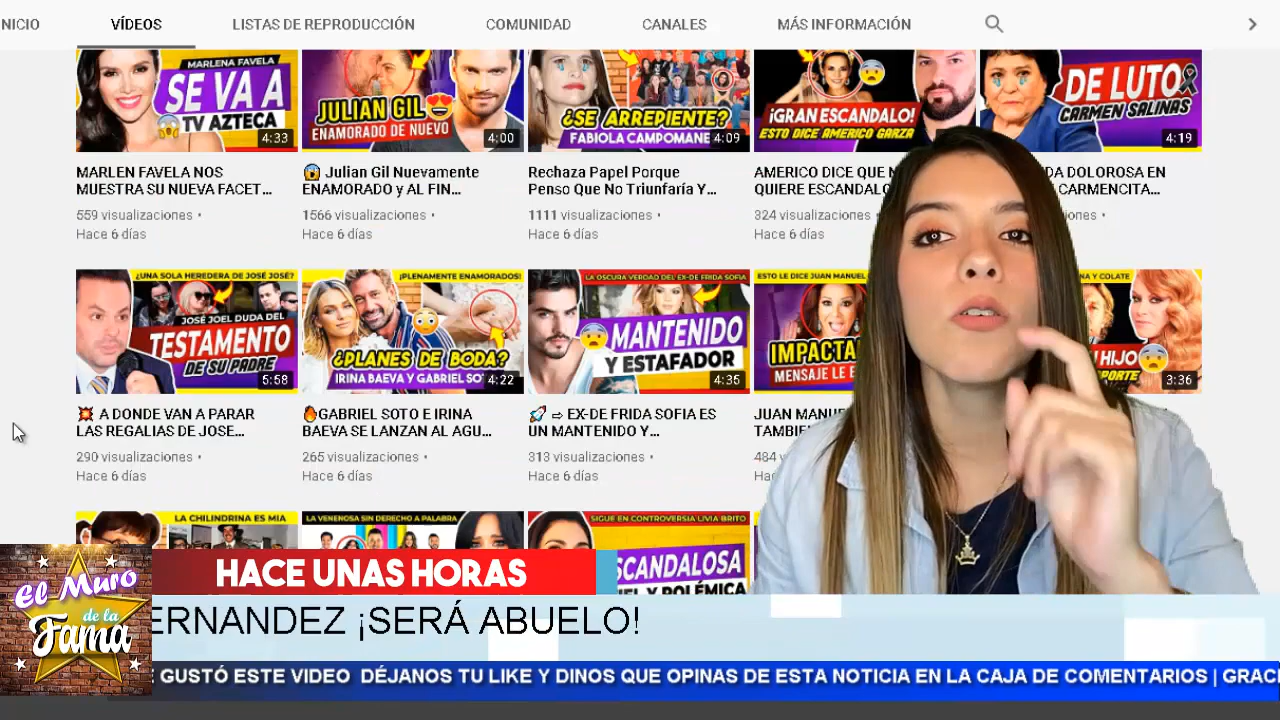 NICIO VÍDEOS LISTAS DE REPRODUCCIÓN COMUNIDAD CANALES MÁS INFORMACIÓN
MARLENA FAVELA
SE VA A
TV AZTECA
4:33
JULIAN GIL
ENAMORADO DE NUEVO
4:00
¿SE ARREPIENTE?
FABIOLA CAMPOMANE
4:09
¡GRAN ESCANDALO!
ESTO DICE AMERICO GARZA
DE LUTO
CARMEN SALINAS
4:19
MARLEN FAVELA NOS
MUESTRA SU NUEVA FACET...
559 visualizaciones •
Hace 6 días
😱 Julian Gil Nuevamente
ENAMORADO y AL FIN...
1566 visualizaciones •
Hace 6 días
Rechaza Papel Porque
Penso Que No Triunfaría Y...
1111 visualizaciones •
Hace 6 días
AMERICO DICE QUE N
QUIERE ESCANDALO
324 visualizaciones •
Hace 6 días
DA DOLOROSA EN
CARMENCITA...
nes •
¿UNA SOLA HEREDERA DE JOSÉ JOSÉ?
JOSÉ JOEL DUDA DEL
TESTAMENTO
DE SU PADRE
5:58
¡PLENAMENTE ENAMORADOS!
¿PLANES DE BODA?
IRINA BAEVA Y GABRIEL SO
4:22
LA OSCURA VERDAD DEL EX-DE FRIDA SOFIA
MANTENIDO
Y ESTAFADOR
4:35
ESTO LE DICE JUAN MANUEL
IMPACTA
MENSAJE LE E
NA Y COLATE
HIJO
PORTE
3:36
💥 A DONDE VAN A PARAR
LAS REGALIAS DE JOSE...
290 visualizaciones •
Hace 6 días
🔥GABRIEL SOTO E IRINA
BAEVA SE LANZAN AL AGU...
265 visualizaciones •
Hace 6 días
🚀 ⇨ EX-DE FRIDA SOFIA ES
UN MANTENIDO Y...
313 visualizaciones •
Hace 6 días
JUAN MANUE
TAMBIE
484 v
Hace
LA CHILINDRINA ES MIA
LA VENENOSA SIN DERECHO A PALABRA
SIGUE EN CONTROVERSIA LIVIA BRITO
SCANDALOSA
IEL Y POLÉMICA
El Muro
de la
Fama
HACE UNAS HORAS
ERNANDEZ ¡SERÁ ABUELO!
E GUSTÓ ESTE VIDEO DÉJANOS TU LIKE Y DINOS QUE OPINAS DE ESTA NOTICIA EN LA CAJA DE COMENTARIOS | GRACI